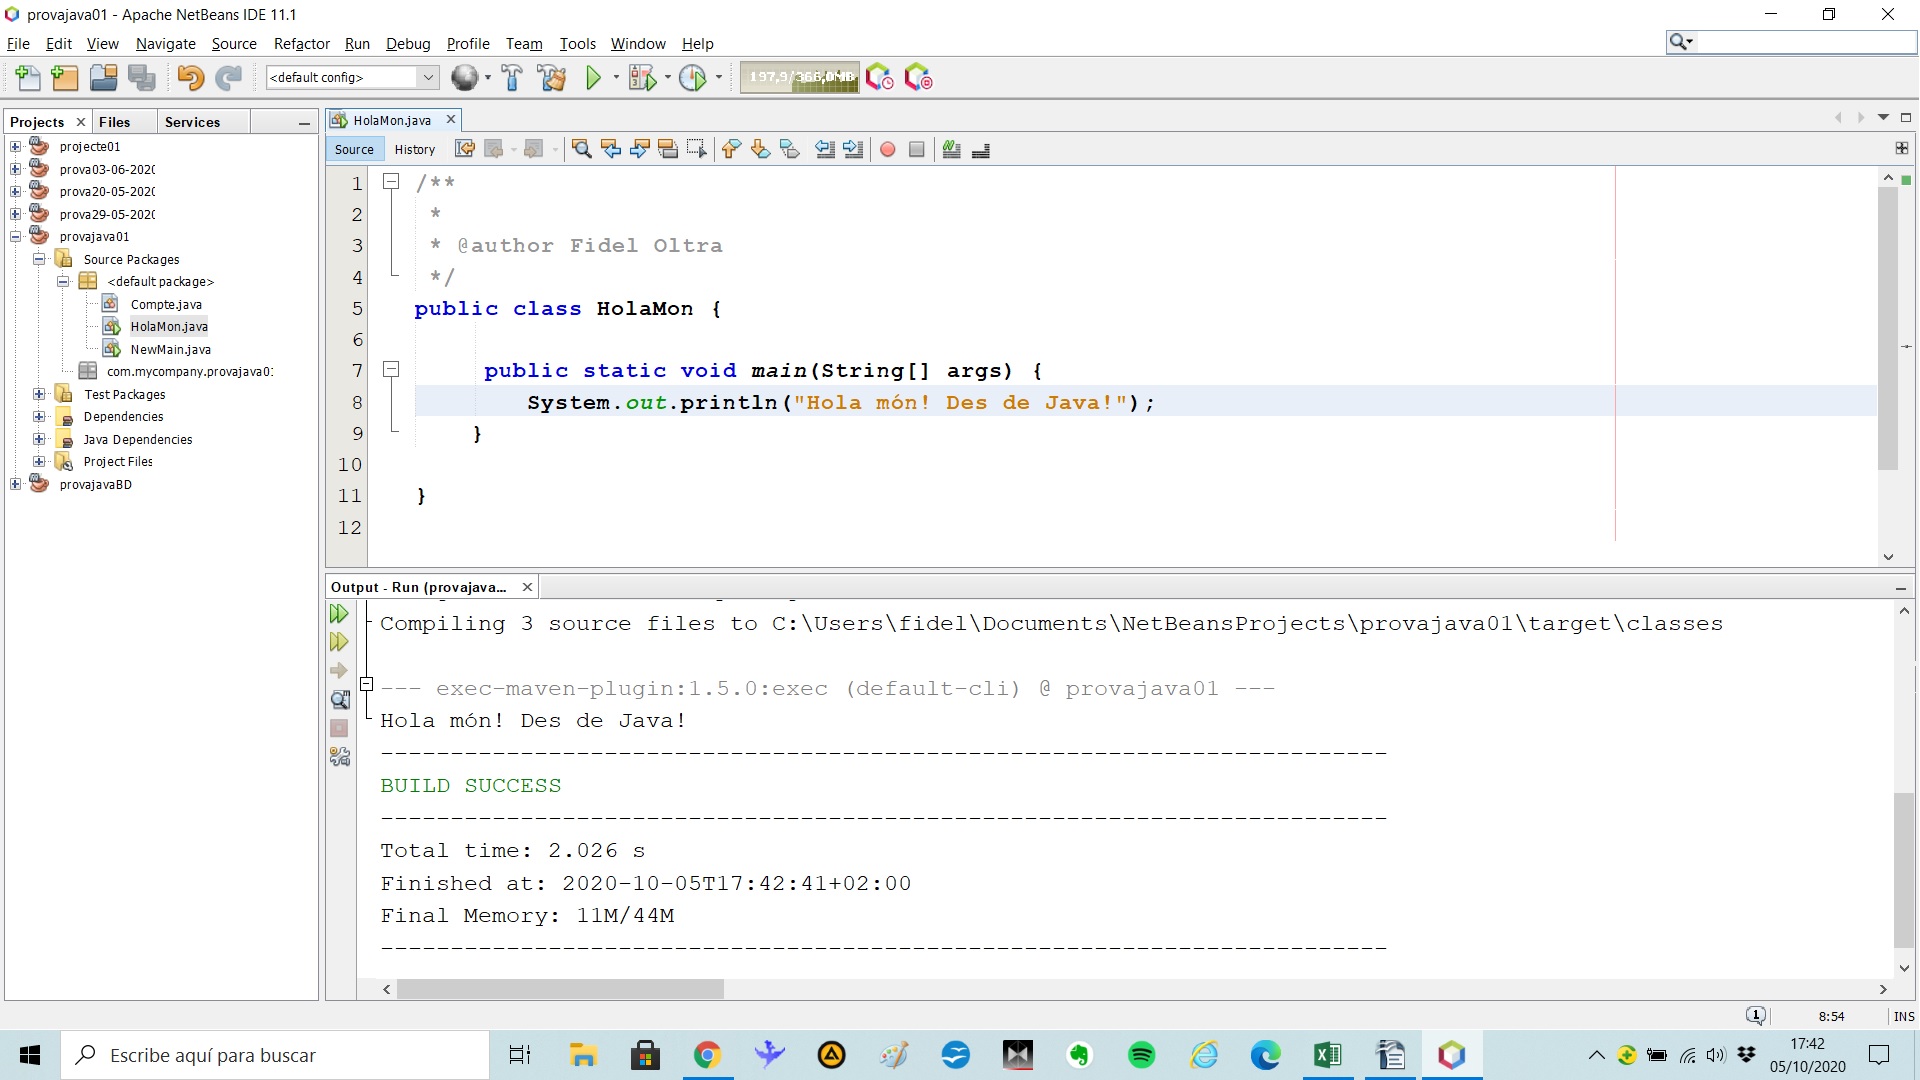 provajava01 - Apache NetBeans IDE 11.1
File Edit View Navigate Source Refactor Run Debug Profile Team Tools Window Help
<default config>
197,9/366,0MB
Projects Files Services
projecte01
prova03-06-2020
prova20-05-2020
prova29-05-2020
provajava01
Source Packages
<default package>
Compte.java
HolaMon.java
NewMain.java
com.mycompany.provajava01
Test Packages
Dependencies
Java Dependencies
Project Files
provajavaBD
HolaMon.java
Source History
1 /**
2 *
3 * @author Fidel Oltra
4 */
5 public class HolaMon {
6
7 public static void main(String[] args) {
8 System.out.println("Hola món! Des de Java!");
9 }
10
11 }
12
Output - Run (provajava...
Compiling 3 source files to C:\Users\fidel\Documents\NetBeansProjects\provajava01\target\classes
--- exec-maven-plugin:1.5.0:exec (default-cli) @ provajava01 ---
Hola món! Des de Java!
------------------------------------------------------------------------
BUILD SUCCESS
------------------------------------------------------------------------
Total time: 2.026 s
Finished at: 2020-10-05T17:42:41+02:00
Final Memory: 11M/44M
------------------------------------------------------------------------
1 8:54 INS
Escribe aquí para buscar
17:42
05/10/2020